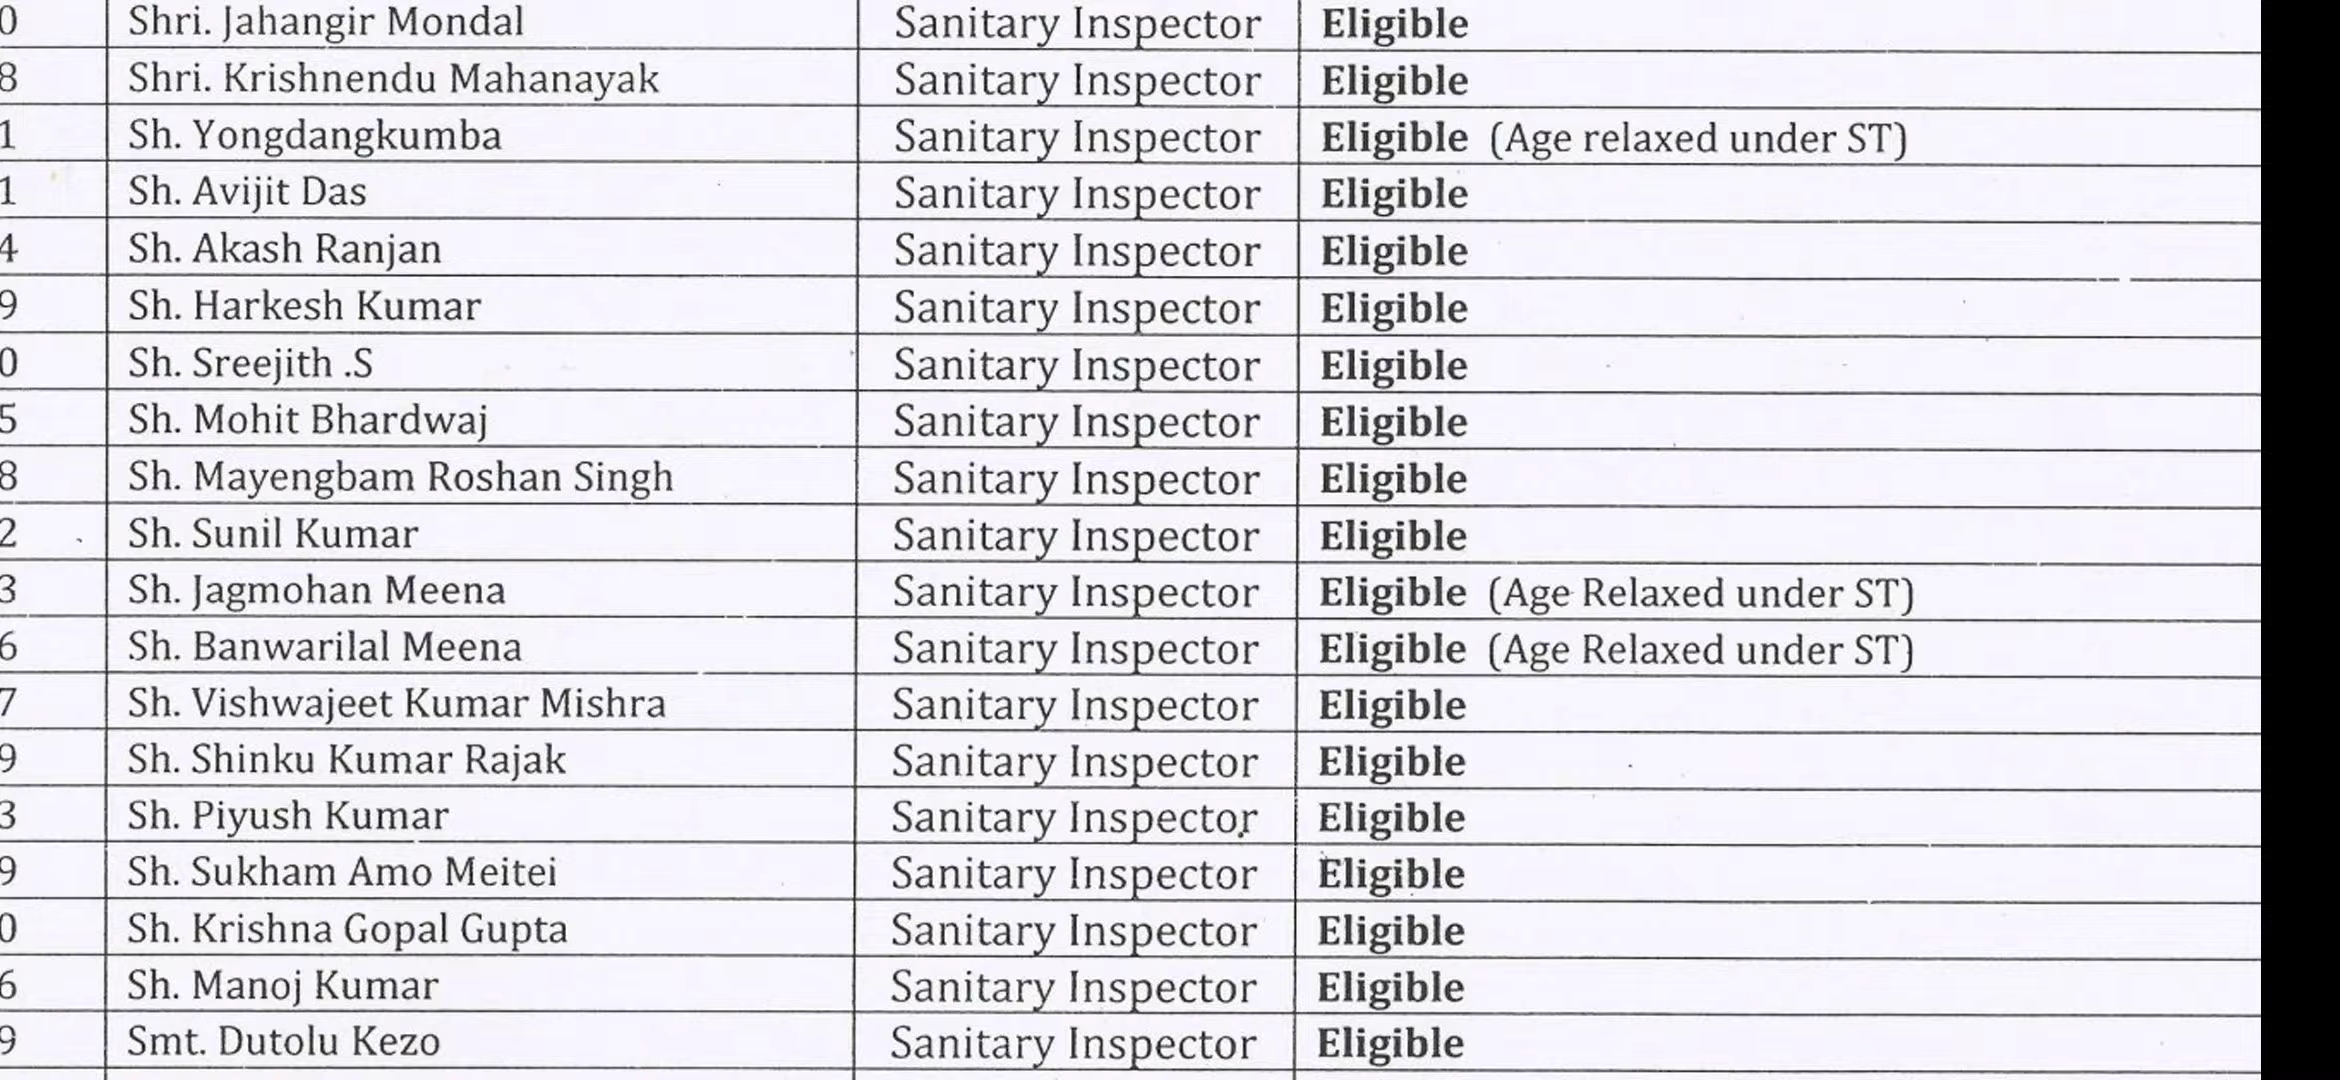 0 Shri. Jahangir Mondal Sanitary Inspector Eligible
8 Shri. Krishnendu Mahanayak Sanitary Inspector Eligible
1 Sh. Yongdangkumba Sanitary Inspector Eligible (Age relaxed under ST)
1 Sh. Avijit Das Sanitary Inspector Eligible
4 Sh. Akash Ranjan Sanitary Inspector Eligible
9 Sh. Harkesh Kumar Sanitary Inspector Eligible
0 Sh. Sreejith .S Sanitary Inspector Eligible
5 Sh. Mohit Bhardwaj Sanitary Inspector Eligible
8 Sh. Mayengbam Roshan Singh Sanitary Inspector Eligible
2 Sh. Sunil Kumar Sanitary Inspector Eligible
3 Sh. Jagmohan Meena Sanitary Inspector Eligible (Age Relaxed under ST)
6 Sh. Banwarilal Meena Sanitary Inspector Eligible (Age Relaxed under ST)
7 Sh. Vishwajeet Kumar Mishra Sanitary Inspector Eligible
9 Sh. Shinku Kumar Rajak Sanitary Inspector Eligible
3 Sh. Piyush Kumar Sanitary Inspector Eligible
9 Sh. Sukham Amo Meitei Sanitary Inspector Eligible
0 Sh. Krishna Gopal Gupta Sanitary Inspector Eligible
6 Sh. Manoj Kumar Sanitary Inspector Eligible
9 Smt. Dutolu Kezo Sanitary Inspector Eligible